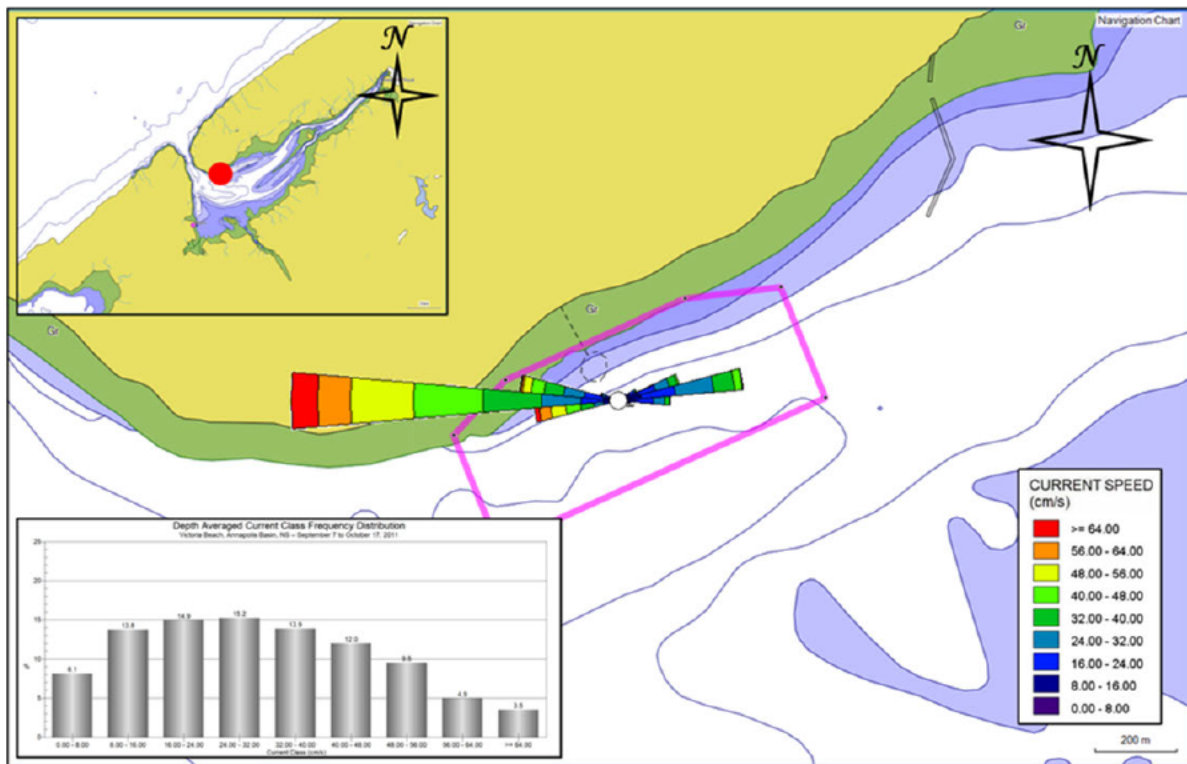 Navigation Chart
N
Navigation Chart
N
Gr
Gr
Gr
CURRENT SPEED
(cm/s)
>= 64.00
56.00 - 64.00
48.00 - 56.00
40.00 - 48.00
32.00 - 40.00
24.00 - 32.00
16.00 - 24.00
8.00 - 16.00
0.00 - 8.00
200 m
Depth Averaged Current Class Frequency Distribution
Victoria Beach, Annapolis Basin, NS – September 7 to October 17, 2011
%
25
20
15
10
5
0
8.1
13.8
14.9
15.2
13.9
12.0
9.5
4.9
3.5
0.00 - 8.00
8.00 - 16.00
16.00 - 24.00
24.00 - 32.00
32.00 - 40.00
40.00 - 48.00
48.00 - 56.00
56.00 - 64.00
>= 64.00
Current Class (cm/s)